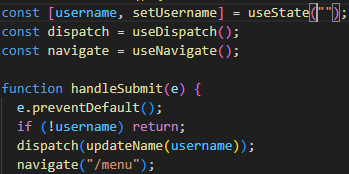 const [username, setUsername] = useState("");
const dispatch = useDispatch();
const navigate = useNavigate();
function handleSubmit(e) {
e.preventDefault();
if (!username) return;
dispatch(updateName(username));
navigate("/menu");